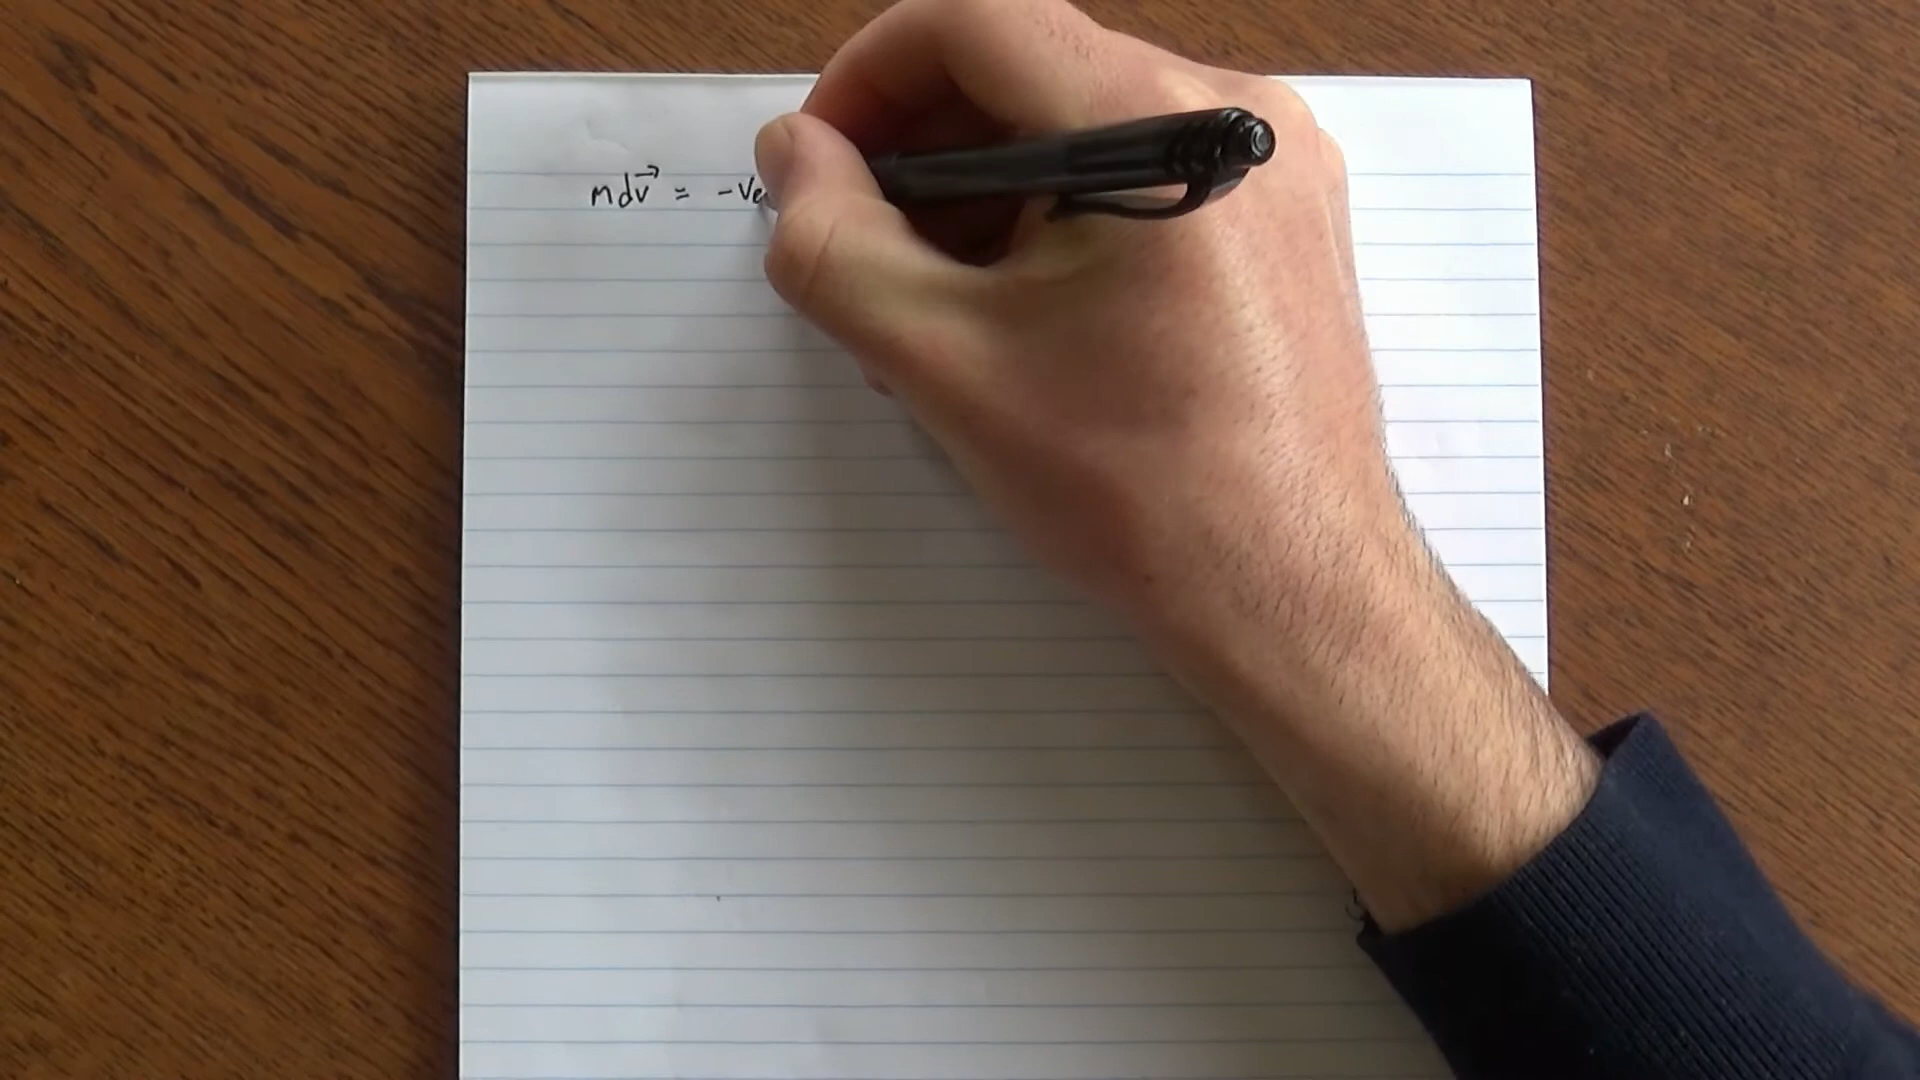 mdv⃗ = -Ve